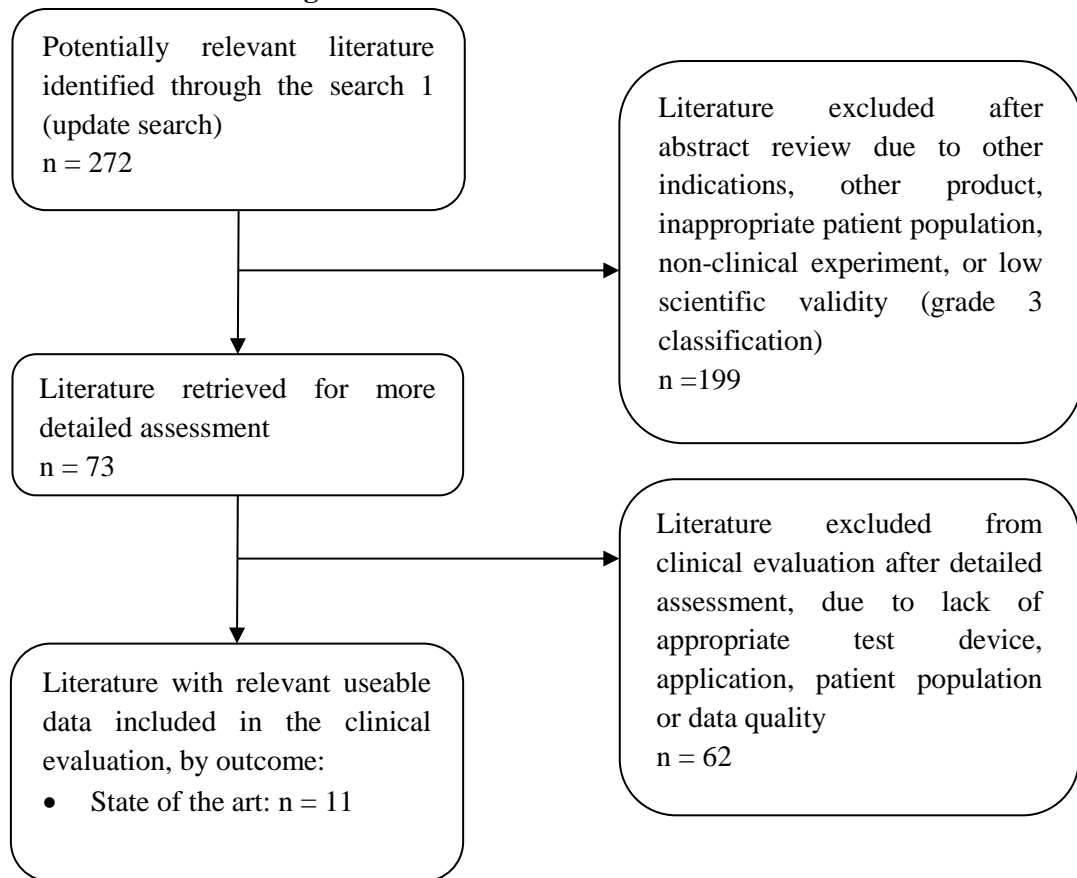 Potentially relevant literature
identified through the search 1
(update search)
n = 272
Literature excluded after
abstract review due to other
indications, other product,
inappropriate patient population,
non-clinical experiment, or low
scientific validity (grade 3
classification)
n =199
Literature retrieved for more
detailed assessment
n = 73
Literature excluded from
clinical evaluation after detailed
assessment, due to lack of
appropriate test device,
application, patient population
or data quality
n = 62
Literature with relevant useable
data included in the clinical
evaluation, by outcome:
• State of the art: n = 11